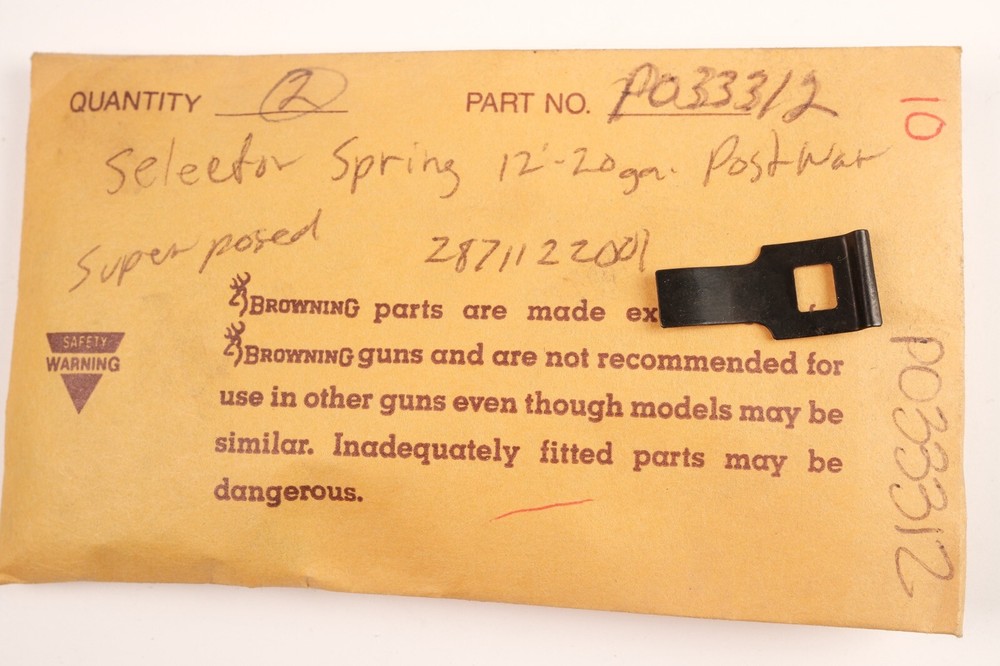 QUANTITY 2 PART NO. P033312
10
Selector Spring 12-20ga. PostWar
Superposed 2871122001
BROWNING parts are made ex
BROWNING guns and are not recommended for
use in other guns even though models may be
similar. Inadequately fitted parts may be
dangerous.
SAFETY
WARNING
P033312